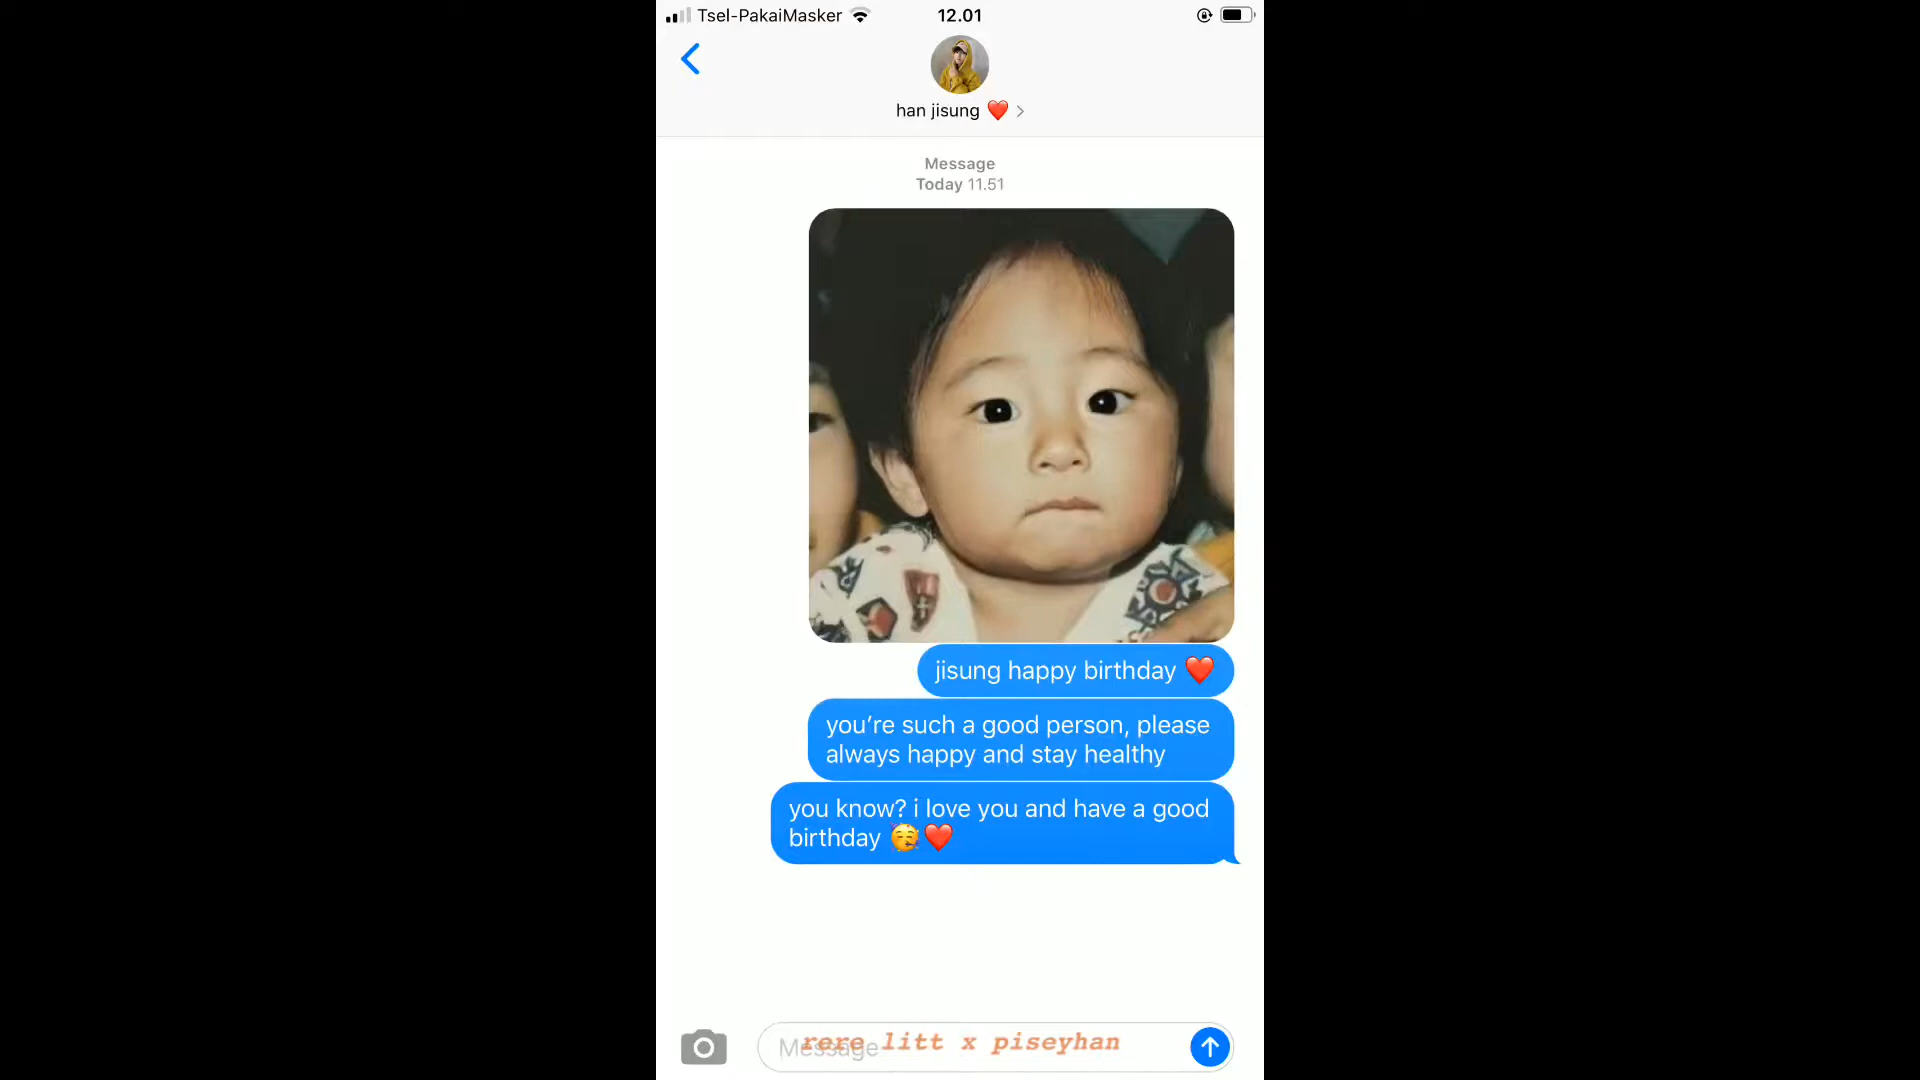 Tsel-PakaiMasker
12.01
han jisung ❤️
Message
Today 11.51
jisung happy birthday ❤️
you're such a good person, please
always happy and stay healthy
you know? i love you and have a good
birthday 🥳❤️
Message
rere litt x piseyhan